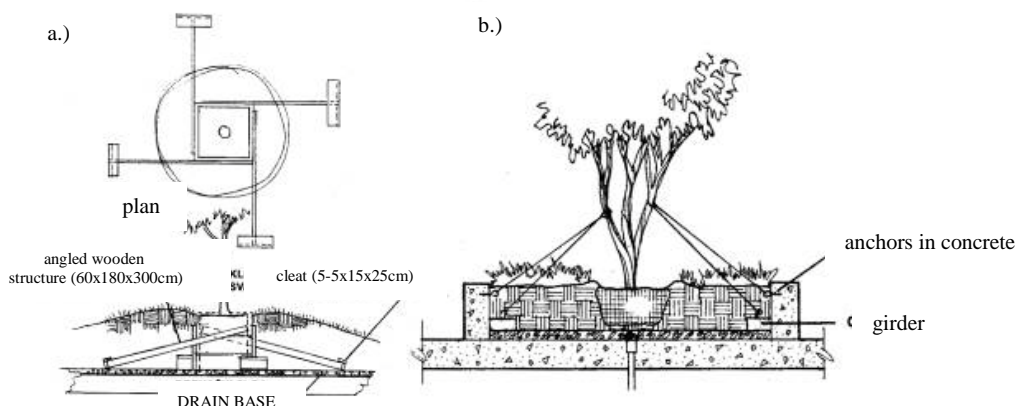 a.)
b.)
plan
angled wooden
structure (60x180x300cm)
cleat (5-5x15x25cm)
DRAIN BASE
anchors in concrete
girder